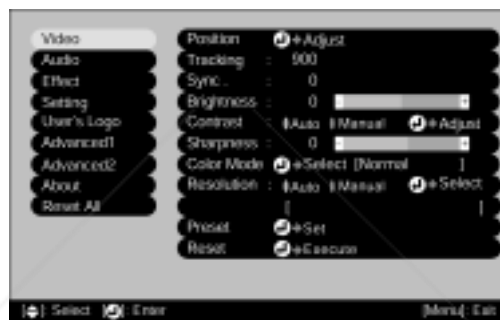 Video
Audio
Effect
Setting
User's Logo
Advanced1
Advanced2
About
Reset All
Position Adjust
Tracking : 900
Sync. : 0
Brightness : 0 - +
Contrast : Auto Manual Adjust
Sharpness : 0 - +
Color Mode Select [Normal ]
Resolution : Auto Manual Select
[ ]
Preset Set
Reset Execute
[ ]: Select [ ]: Enter [Menu]: Exit